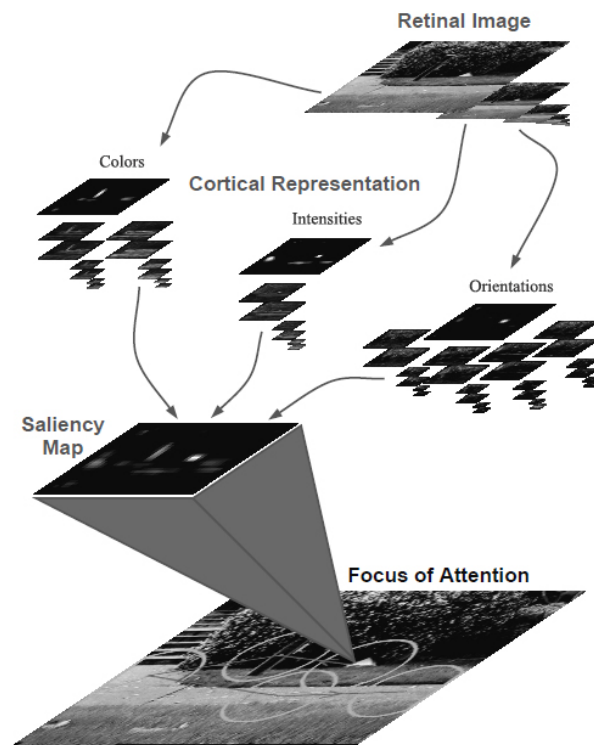 Retinal Image
Colors
Cortical Representation
Intensities
Orientations
Saliency
Map
Focus of Attention